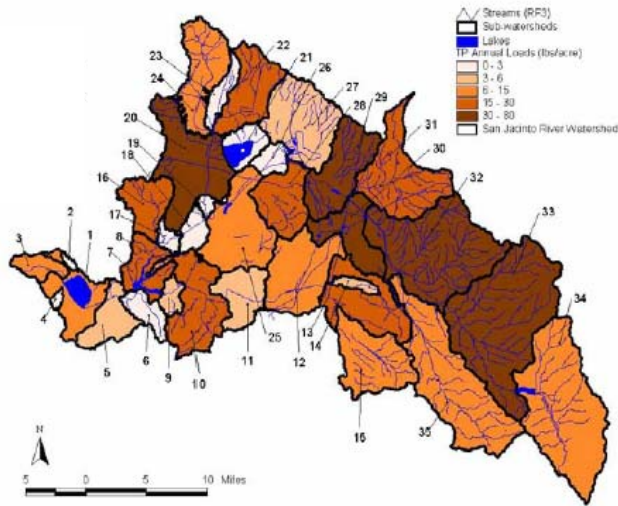 Streams (RF3)
Sub-watersheds
Lakes
TP Annual Loads (lbs/acre)
0 - 3
3 - 6
6 - 15
15 - 30
30 - 80
San Jacinto River Watershed
22
23
21
26
24
27
28
29
20
31
19
30
18
32
16
33
17
2
8
1
3
7
34
4
13
14
5
6
9
10
11
25
12
15
35
N
5 0 5 10 Miles